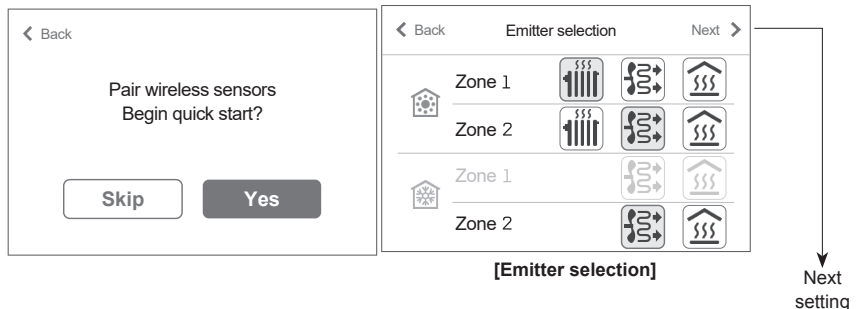 Back
Pair wireless sensors
Begin quick start?
Skip
Yes
Back
Emitter selection
Next
Zone 1
Zone 2
Zone 1
Zone 2
[Emitter selection]
Next
setting